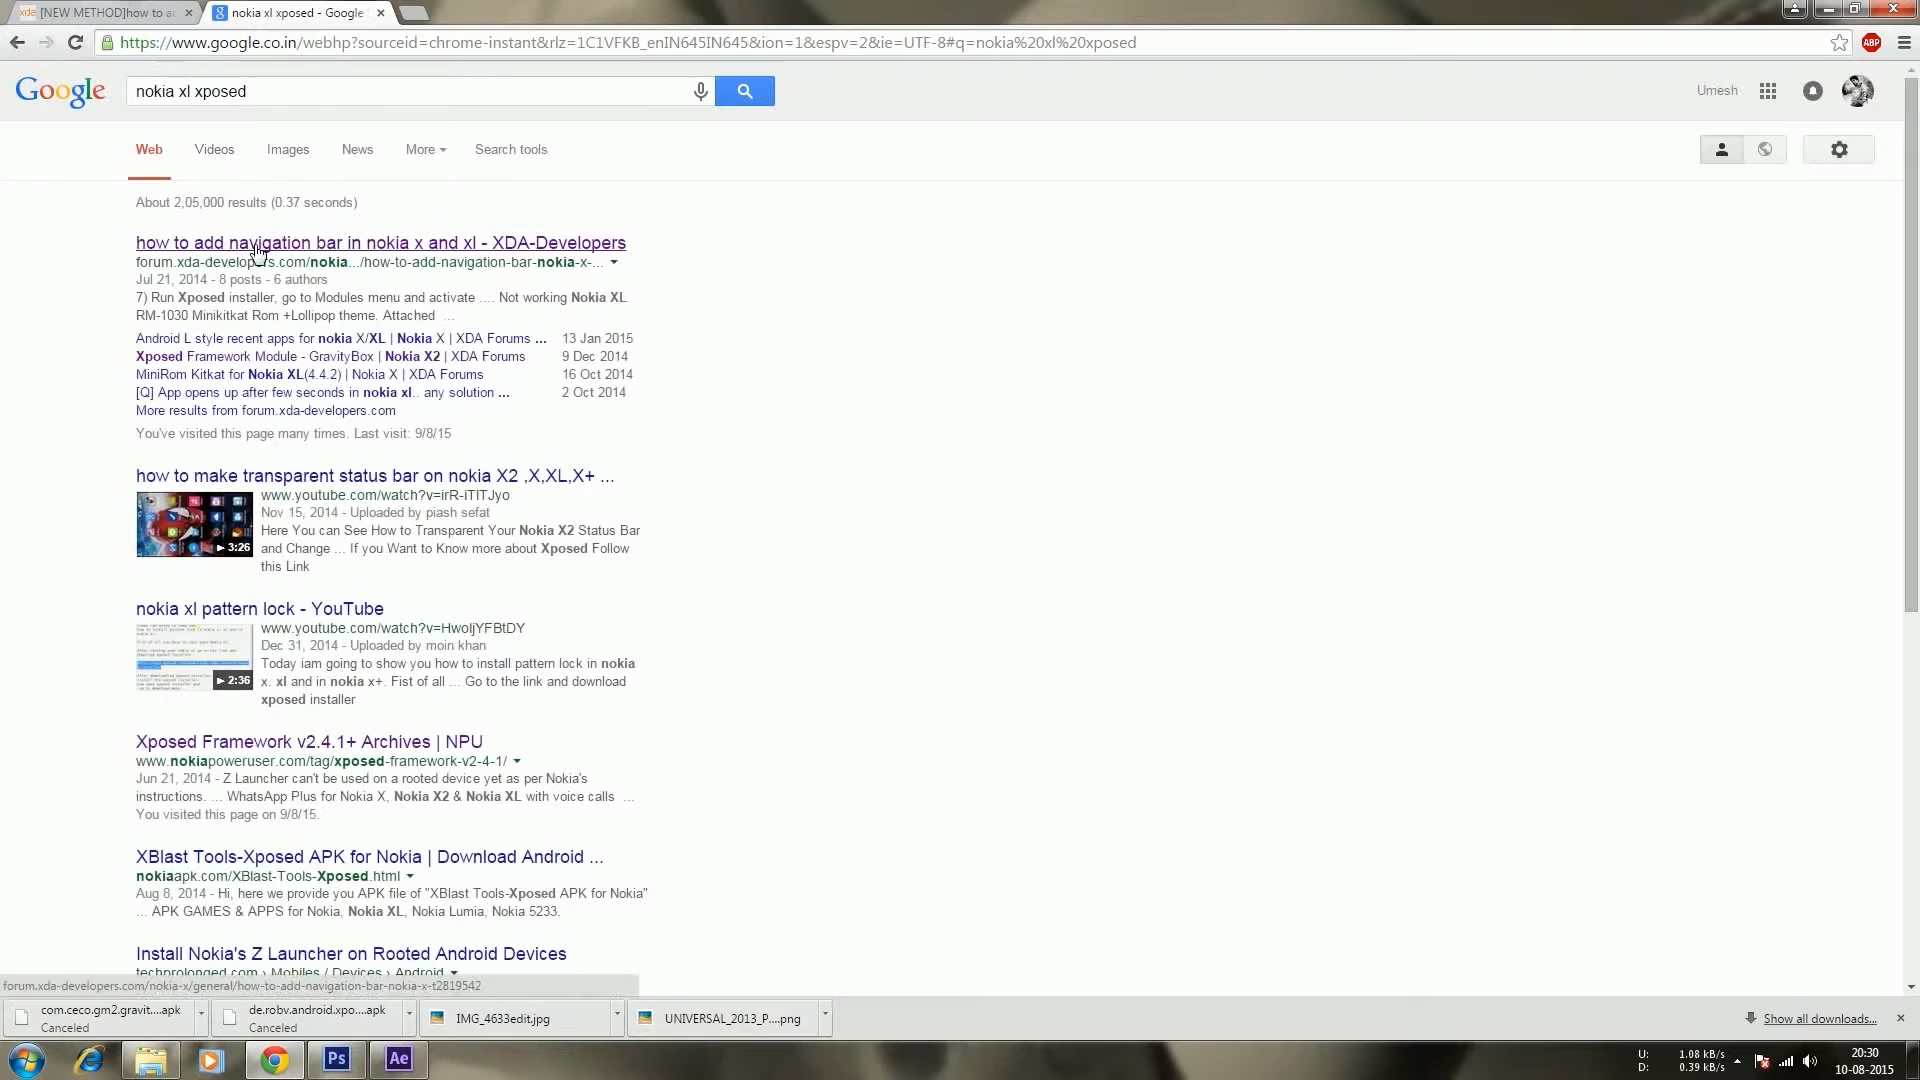 [NEW METHOD]how to a
nokia xl xposed - Google
https://www.google.co.in/webhp?sourceid=chrome-instant&rlz=1C1VFKB_enIN645IN645&ion=1&espv=2&ie=UTF-8#q=nokia%20xl%20xposed
ABP
Google
nokia xl xposed
Umesh
Web
Videos
Images
News
More
Search tools
About 2,05,000 results (0.37 seconds)
how to add navigation bar in nokia x and xl - XDA-Developers
forum.xda-developers.com/nokia.../how-to-add-navigation-bar-nokia-x-...
Jul 21, 2014 - 8 posts - 6 authors
7) Run Xposed installer, go to Modules menu and activate .... Not working Nokia XL
RM-1030 Minikitkat Rom +Lollipop theme. Attached ...
Android L style recent apps for nokia X/XL | Nokia X | XDA Forums ... 13 Jan 2015
Xposed Framework Module - GravityBox | Nokia X2 | XDA Forums 9 Dec 2014
MiniRom Kitkat for Nokia XL(4.4.2) | Nokia X | XDA Forums 16 Oct 2014
[Q] App opens up after few seconds in nokia xl.. any solution ... 2 Oct 2014
More results from forum.xda-developers.com
You've visited this page many times. Last visit: 9/8/15
how to make transparent status bar on nokia X2 ,X,XL,X+ ...
www.youtube.com/watch?v=irR-iTlTJyo
Nov 15, 2014 - Uploaded by piash sefat
Here You can See How to Transparent Your Nokia X2 Status Bar
and Change ... If you Want to Know more about Xposed Follow
this Link
3:26
nokia xl pattern lock - YouTube
www.youtube.com/watch?v=HwoljYFBtDY
Dec 31, 2014 - Uploaded by moin khan
Today iam going to show you how to install pattern lock in nokia
x. xl and in nokia x+. Fist of all ... Go to the link and download
xposed installer
2:36
Xposed Framework v2.4.1+ Archives | NPU
www.nokiapoweruser.com/tag/xposed-framework-v2-4-1/
Jun 21, 2014 - Z Launcher can't be used on a rooted device yet as per Nokia's
instructions. ... WhatsApp Plus for Nokia X, Nokia X2 & Nokia XL with voice calls ...
You visited this page on 9/8/15.
XBlast Tools-Xposed APK for Nokia | Download Android ...
nokiaapk.com/XBlast-Tools-Xposed.html
Aug 8, 2014 - Hi, here we provide you APK file of "XBlast Tools-Xposed APK for Nokia"
... APK GAMES & APPS for Nokia, Nokia XL, Nokia Lumia, Nokia 5233.
Install Nokia's Z Launcher on Rooted Android Devices
techprolonged.com › Mobiles / Devices › Android
forum.xda-developers.com/nokia-x/general/how-to-add-navigation-bar-nokia-x-t2819542
com.ceco.gm2.gravit....apk
Canceled
de.robv.android.xpo....apk
Canceled
IMG_4633edit.jpg
UNIVERSAL_2013_P....png
Show all downloads...
Ps
Ae
U: 1.08 kB/s
D: 0.39 kB/s
20:30
10-08-2015